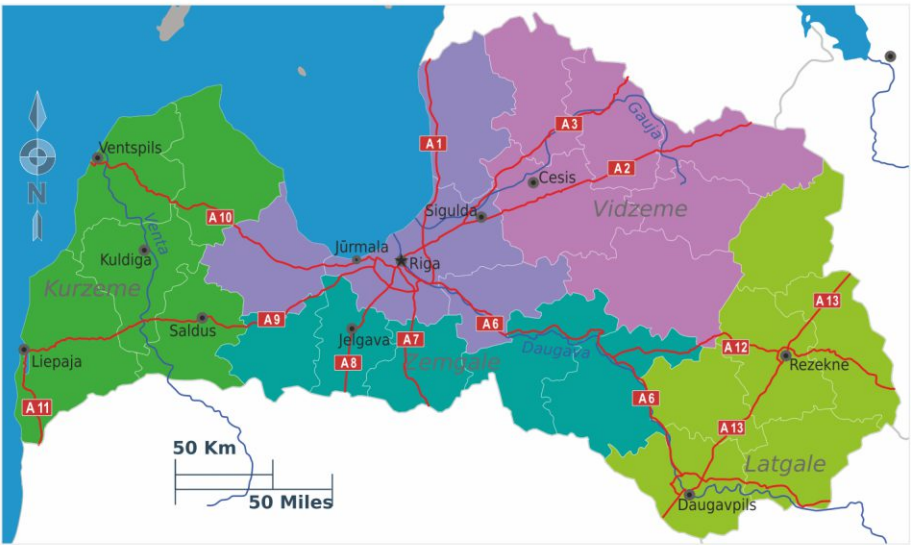 A 3
Gauja
A 1
Ventspils
A 2
Cesis
N
Sigulda
Vidzeme
A 10
Venta
Jūrmala
Kuldiga
Riga
Kurzeme
A 13
A 9
A 6
Saldus
Jelgava
A 7
Daugava
A 12
Liepaja
A 8
Zemgale
Rezekne
A 11
A 6
A 13
50 Km
Latgale
50 Miles
Daugavpils